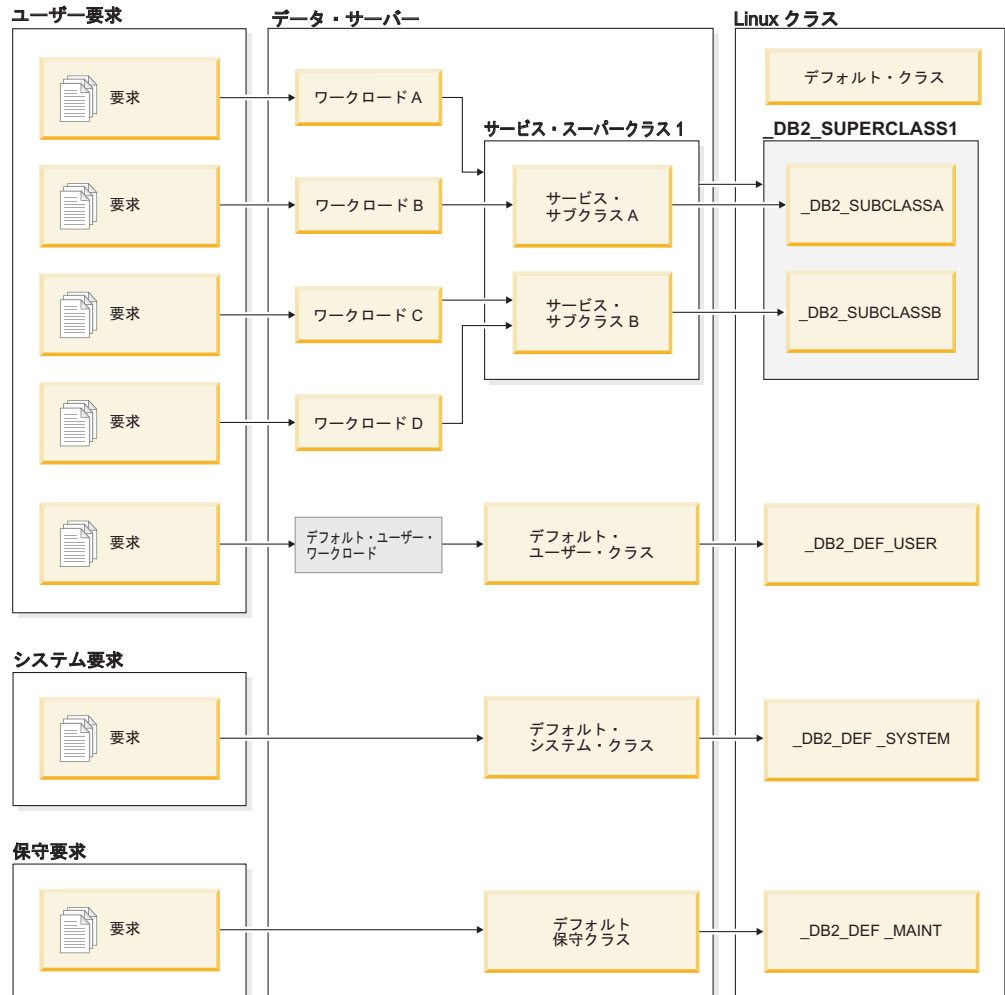 ユーザー要求
データ・サーバー
Linux クラス
要求
ワークロード A
デフォルト・クラス
サービス・スーパークラス 1
_DB2_SUPERCLASS1
要求
ワークロード B
サービス・
サブクラス A
_DB2_SUBCLASSA
要求
ワークロード C
サービス・
サブクラス B
_DB2_SUBCLASSB
要求
ワークロード D
要求
デフォルト・ユーザー・
ワークロード
デフォルト・
ユーザー・クラス
_DB2_DEF_USER
システム要求
要求
デフォルト・
システム・クラス
_DB2_DEF _SYSTEM
保守要求
要求
デフォルト
保守クラス
_DB2_DEF _MAINT